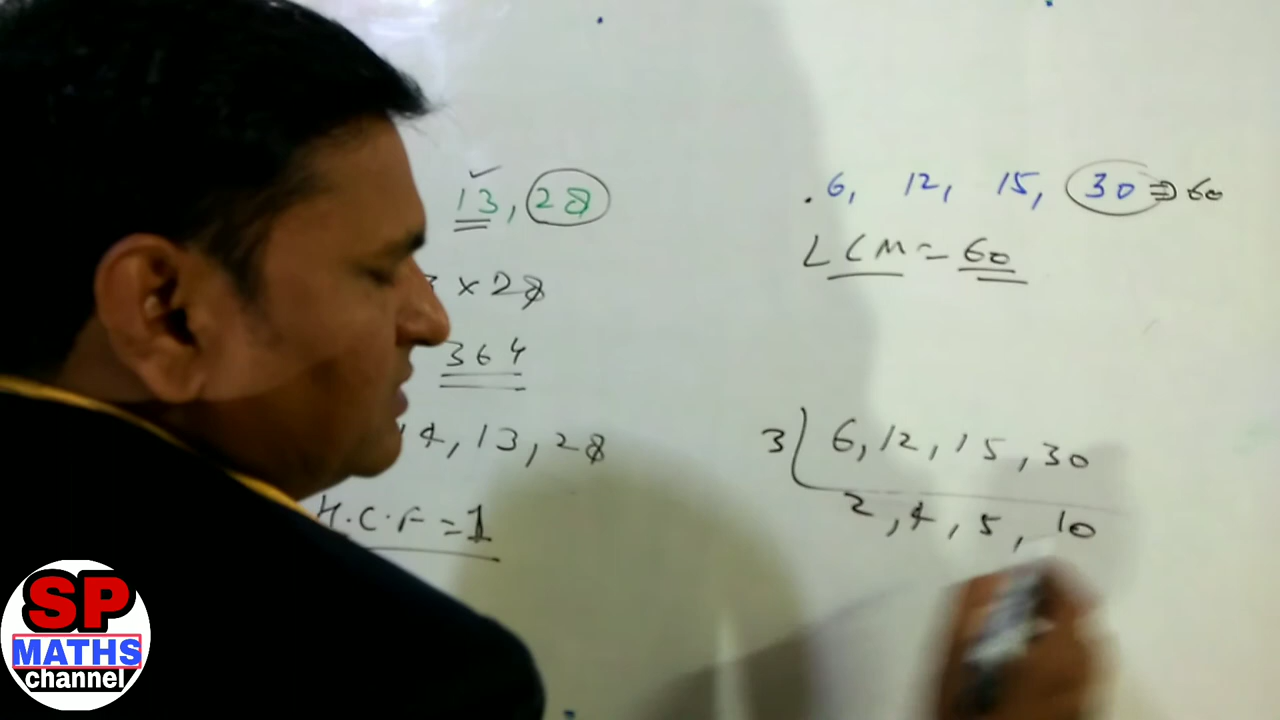 13, 28
x 28
364
4, 13, 28
H.C.F = 1
6, 12, 15, 30 ⇒ 60
LCM = 60
3 6, 12, 15, 30
2, 4, 5, 10
SP
MATHS
channel